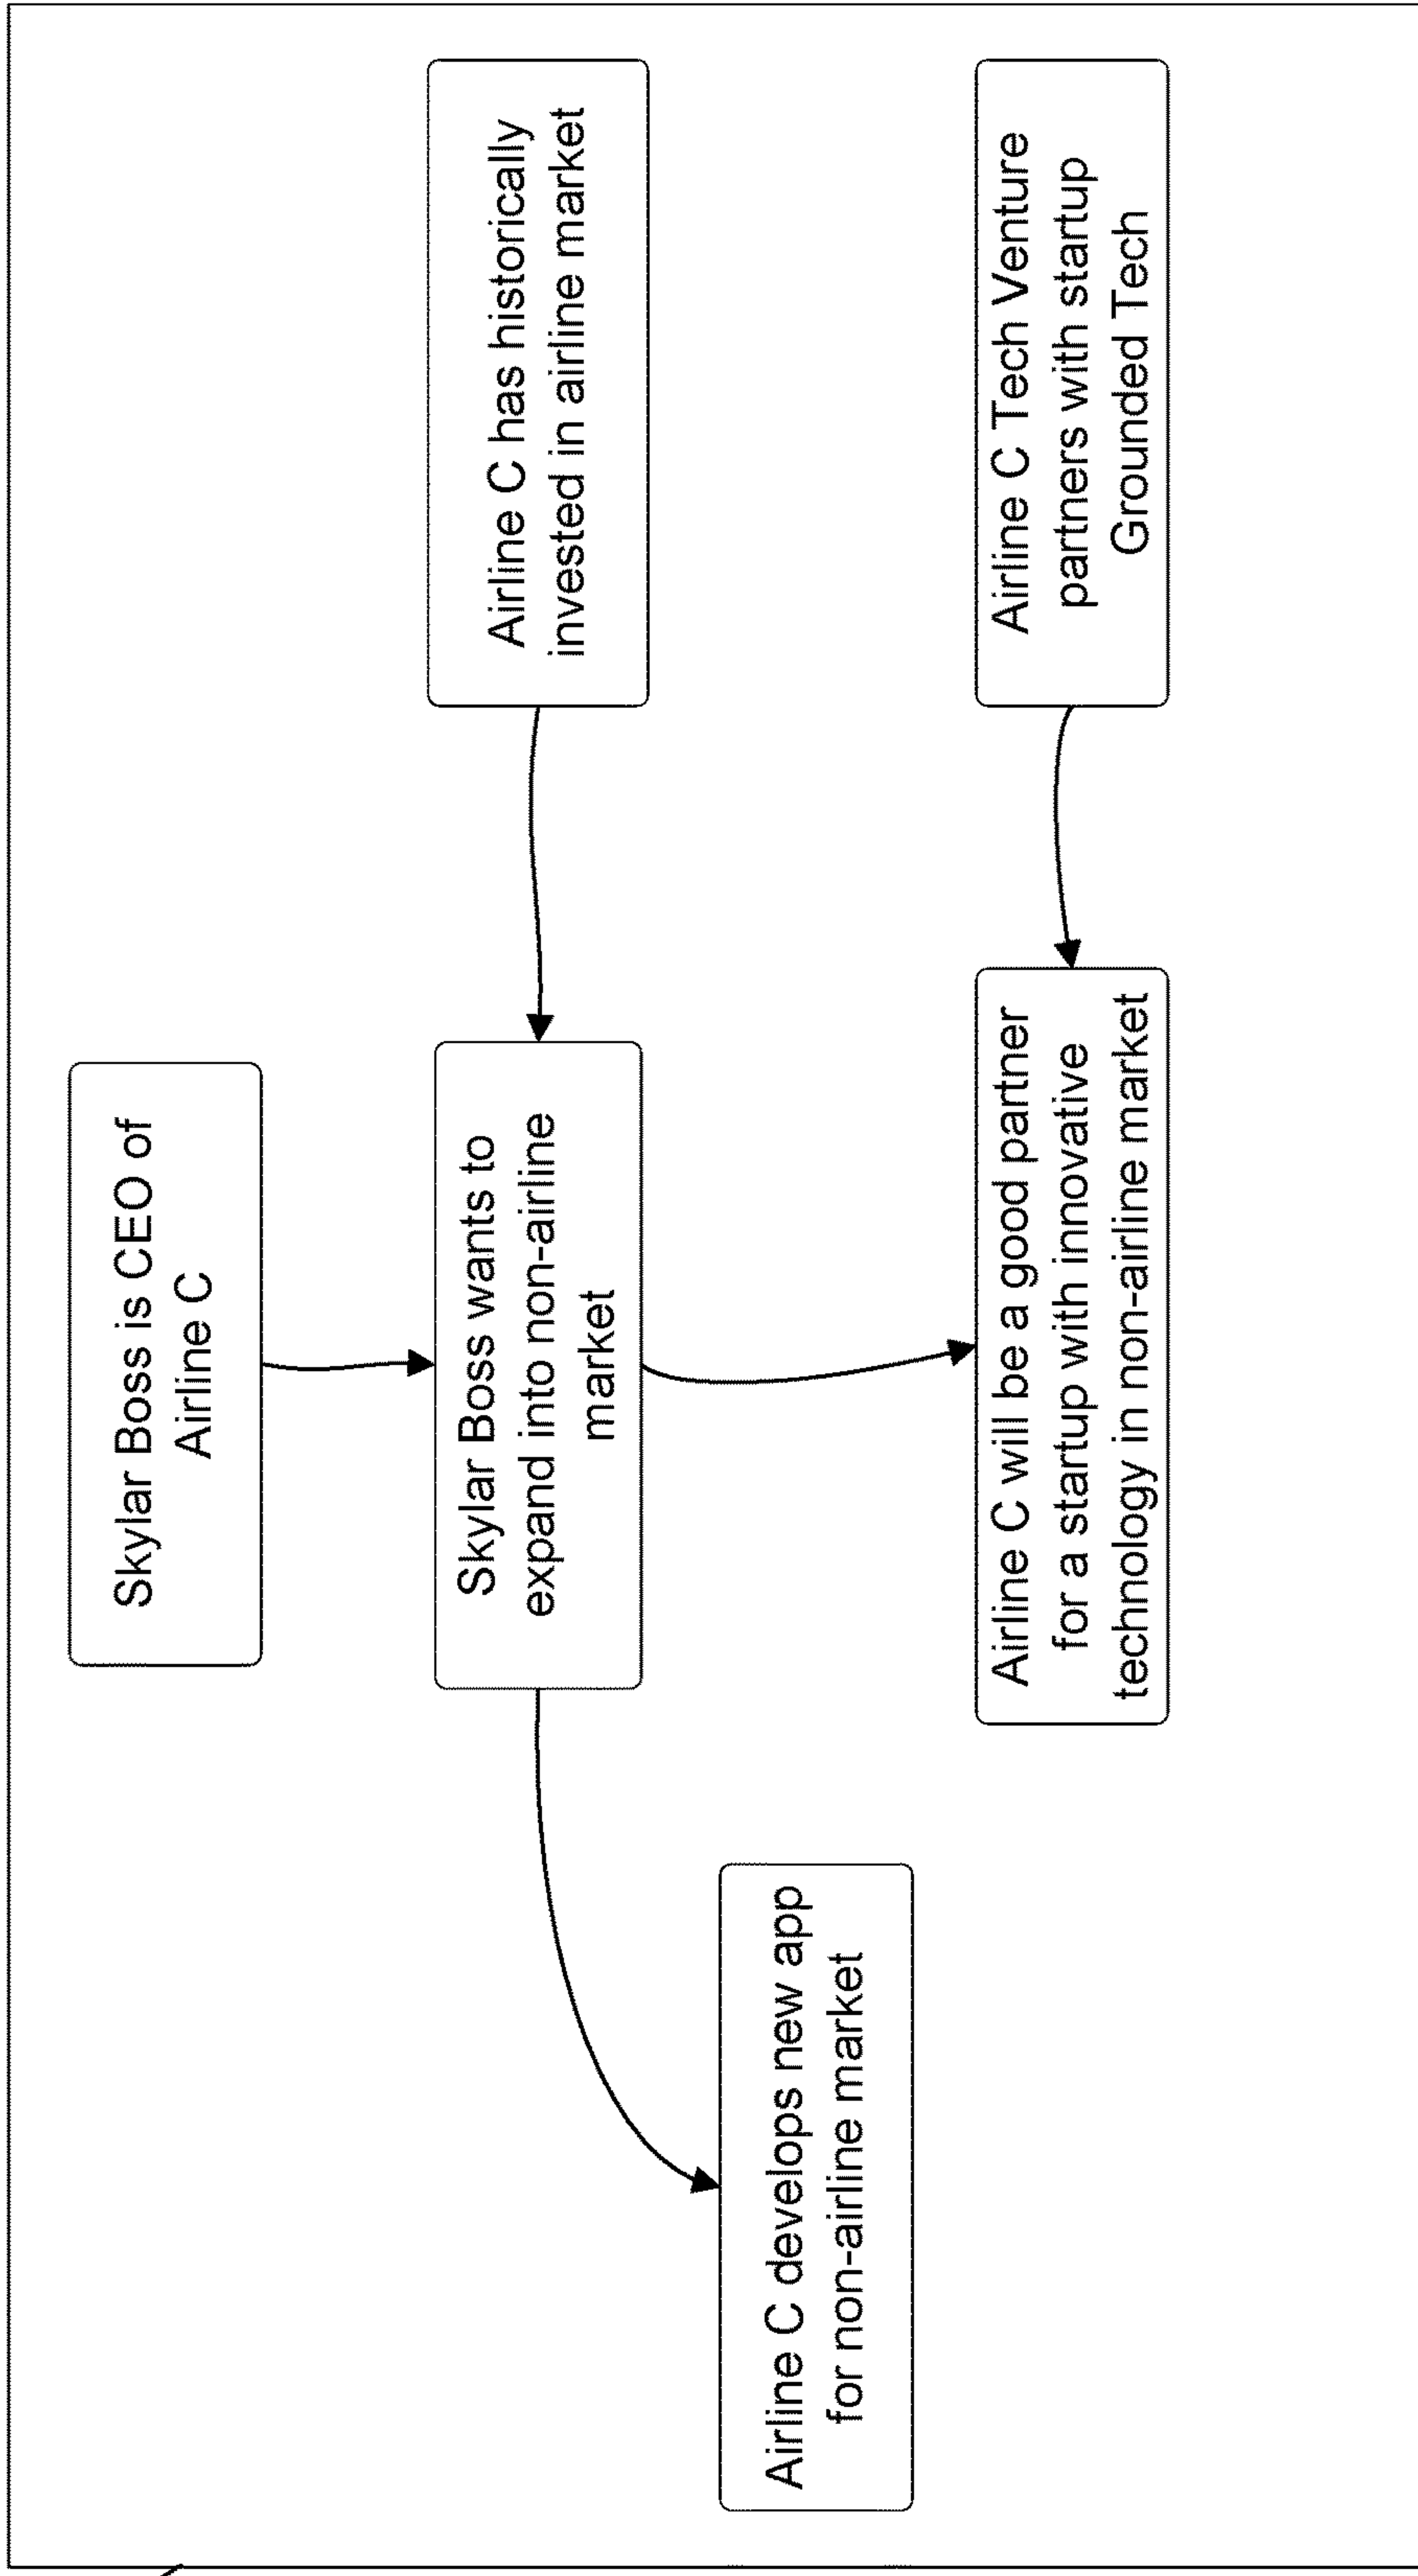 Skylar Boss is CEO of
Airline C
Skylar Boss wants to
expand into non-airline
market
Airline C has historically
invested in airline market
Airline C develops new app
for non-airline market
Airline C will be a good partner
for a startup with innovative
technology in non-airline market
Airline C Tech Venture
partners with startup
Grounded Tech